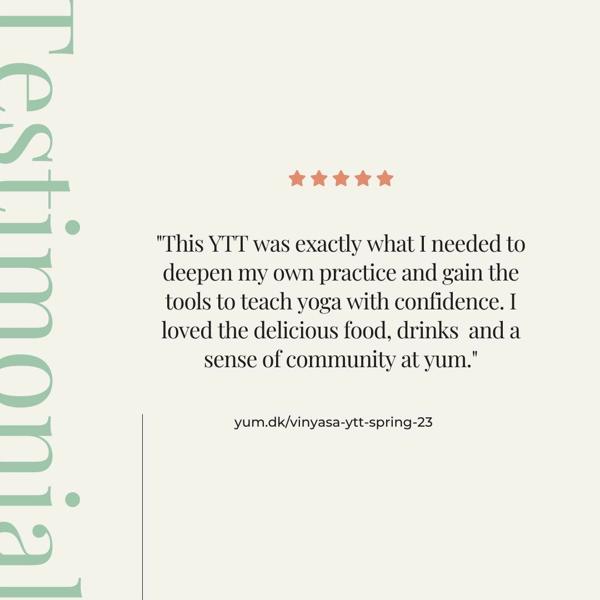 Testimonial
"This YTT was exactly what I needed to
deepen my own practice and gain the
tools to teach yoga with confidence. I
loved the delicious food, drinks  and a
sense of community at yum."
yum.dk/vinyasa-ytt-spring-23